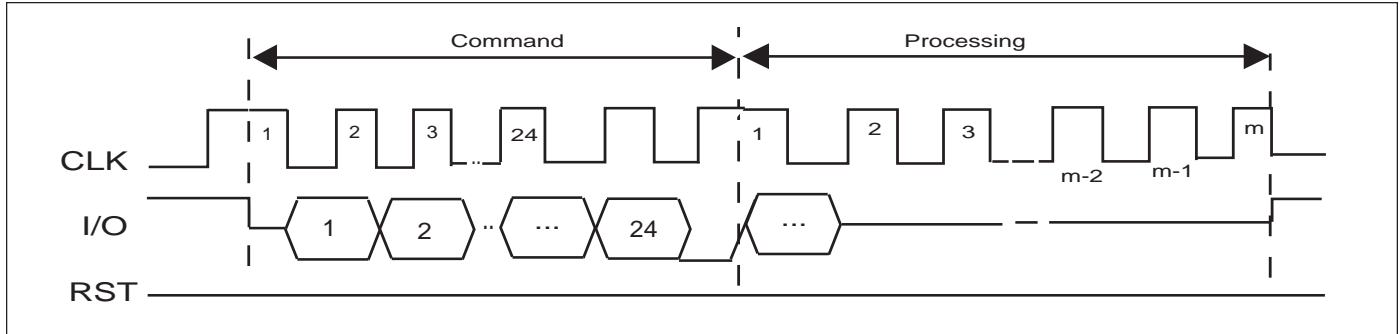 Command Processing
1 2 3 .. 24 1 2 3 m
CLK
m-2 m-1
I/O 1 2 .. ... 24 ...
RST